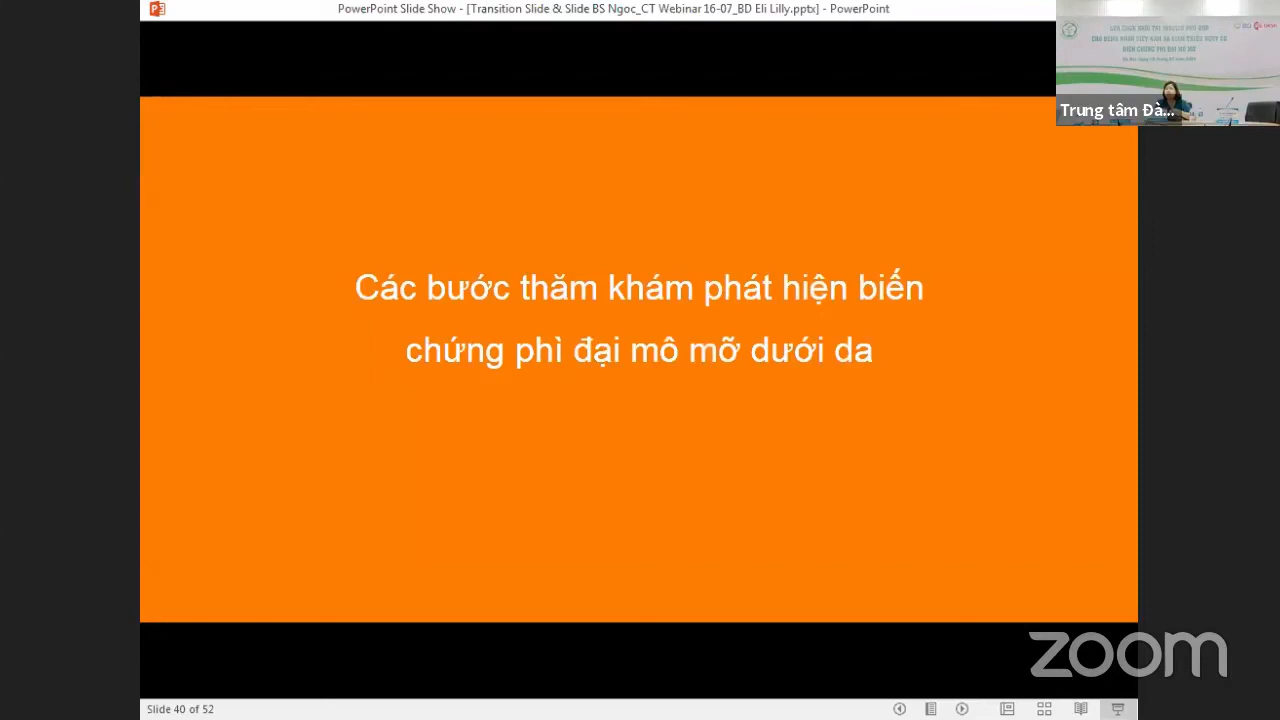 PowerPoint Slide Show - [Transition Slide & Slide BS Ngoc_CT Webinar 16-07_BD Eli Lilly.pptx] - PowerPoint
Trung tâm Đà...
Các bước thăm khám phát hiện biến
chứng phì đại mô mỡ dưới da
zoom
Slide 40 of 52